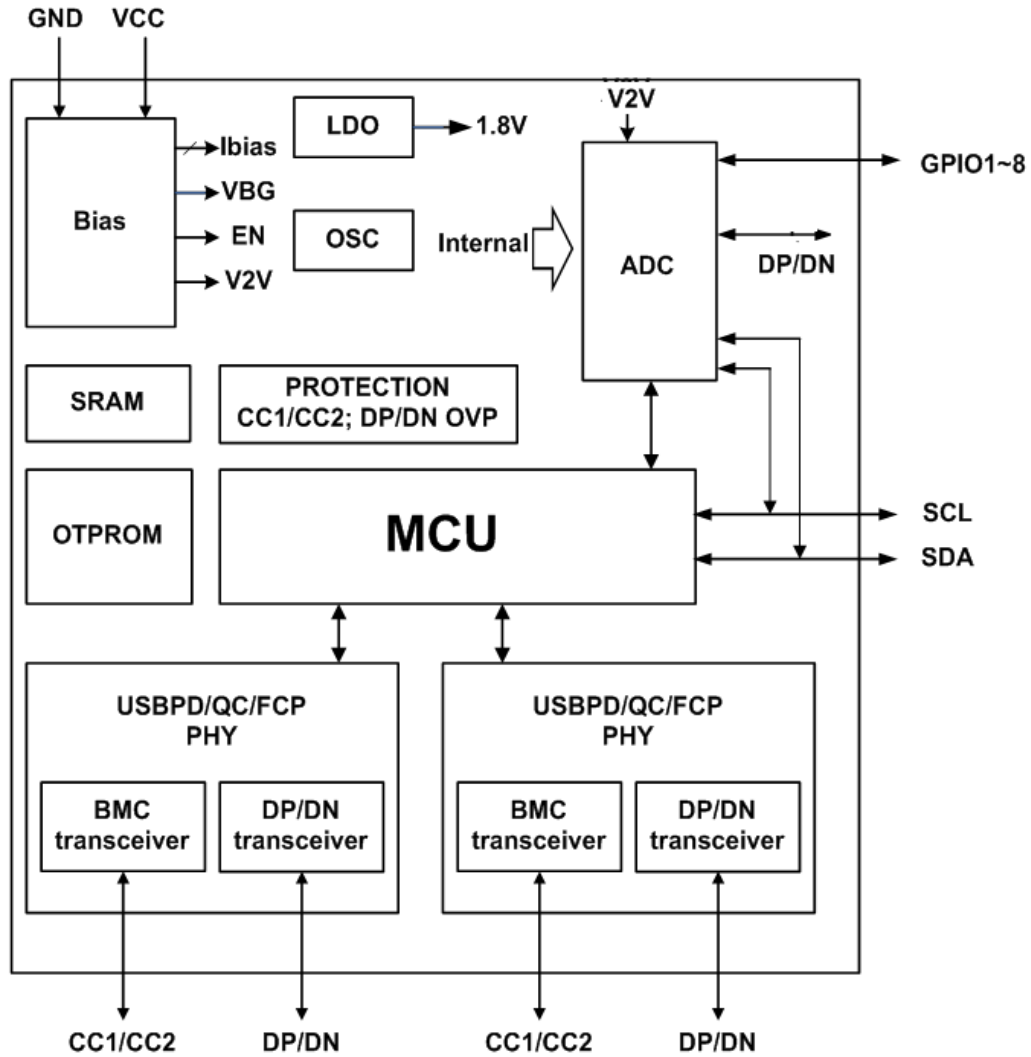 GND
VCC
LDO
1.8V
V2V
Ibias
VBG
EN
V2V
Bias
OSC
Internal
ADC
GPIO1~8
DP/DN
SRAM
PROTECTION
CC1/CC2; DP/DN OVP
OTPROM
MCU
SCL
SDA
USBPD/QC/FCP
PHY
BMC
transceiver
DP/DN
transceiver
USBPD/QC/FCP
PHY
BMC
transceiver
DP/DN
transceiver
CC1/CC2
DP/DN
CC1/CC2
DP/DN